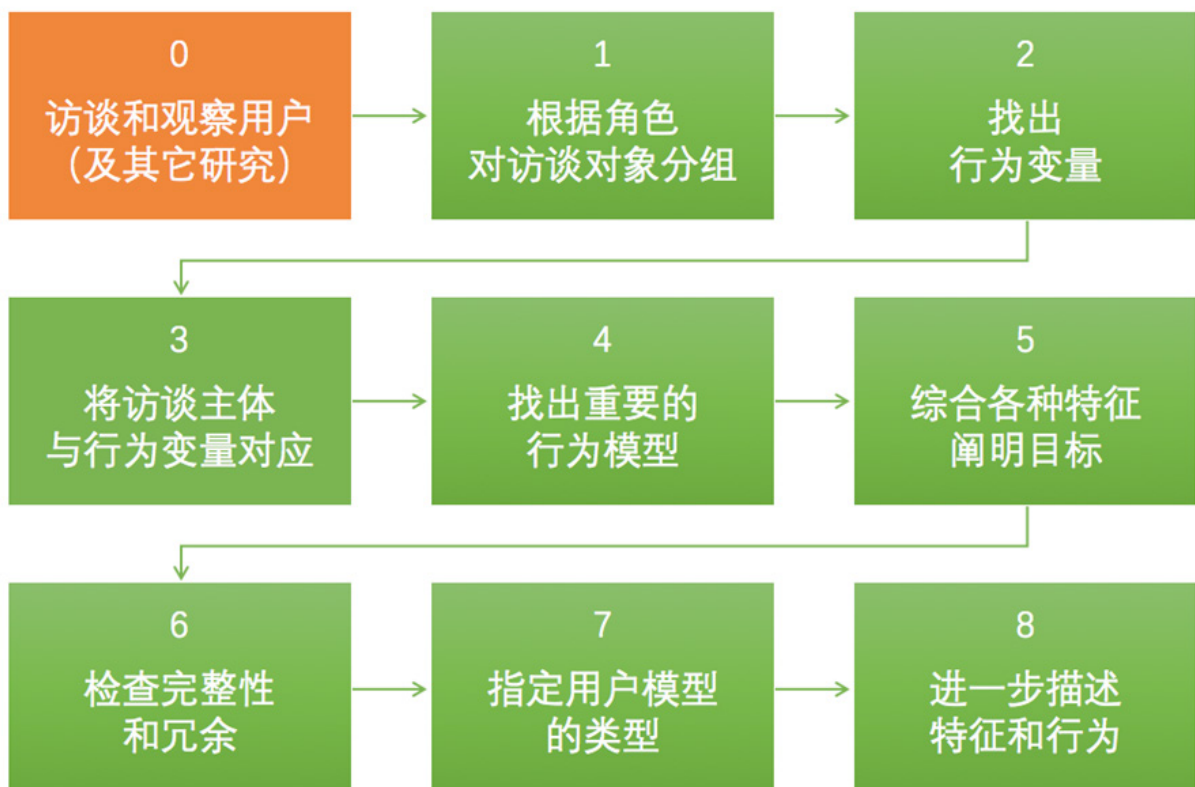 0
访谈和观察用户
（及其它研究）
1
根据角色
对访谈对象分组
2
找出
行为变量
3
将访谈主体
与行为变量对应
4
找出重要的
行为模型
5
综合各种特征
阐明目标
6
检查完整性
和冗余
7
指定用户模型
的类型
8
进一步描述
特征和行为